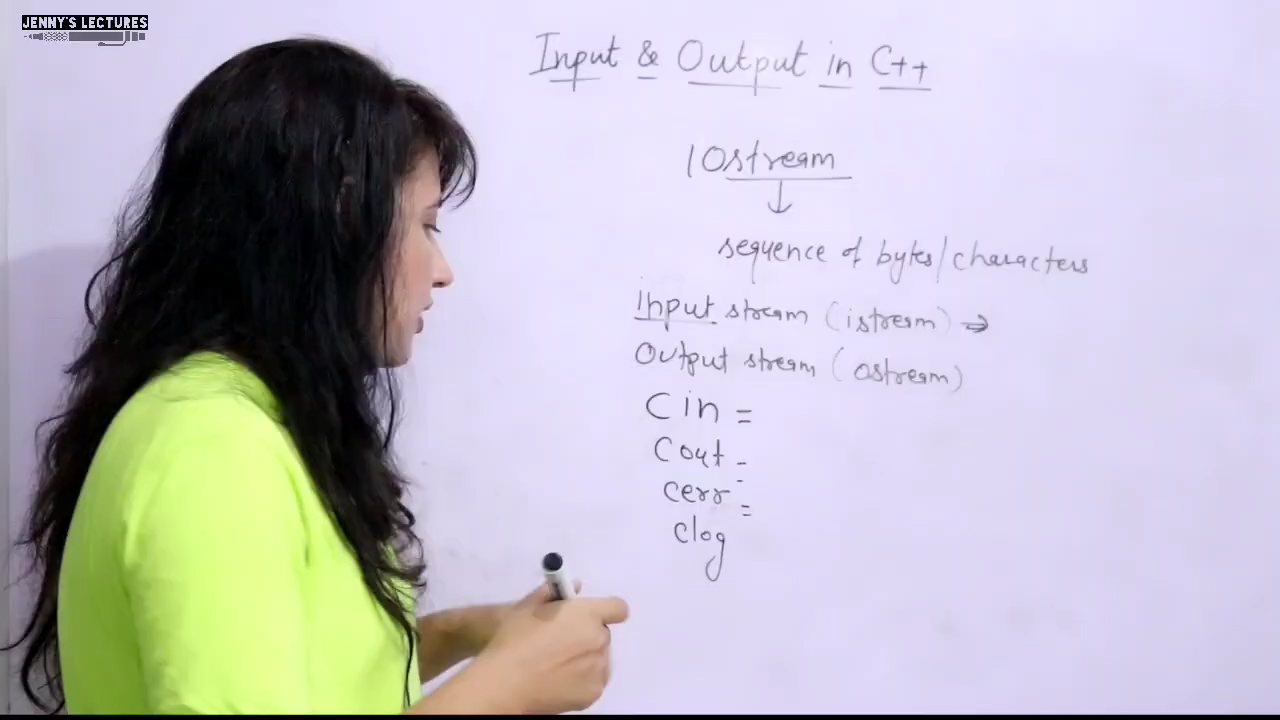 JENNY'S LECTURES
Input & Output in C++
IOstream
↓
sequence of bytes/characters
Input stream (istream) →
Output stream (ostream)
Cin =
Cout =
cerr =
clog